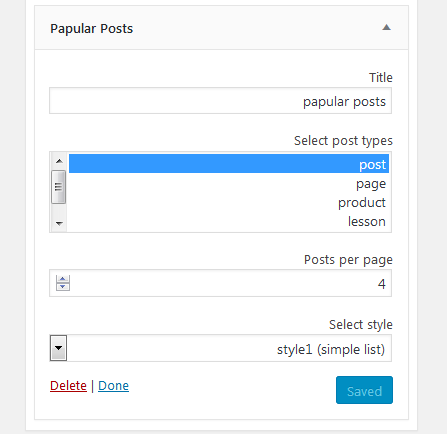 Papular Posts
Title
papular posts
Select post types
post
page
product
lesson
Posts per page
4
Select style
style1 (simple list)
Delete | Done
Saved